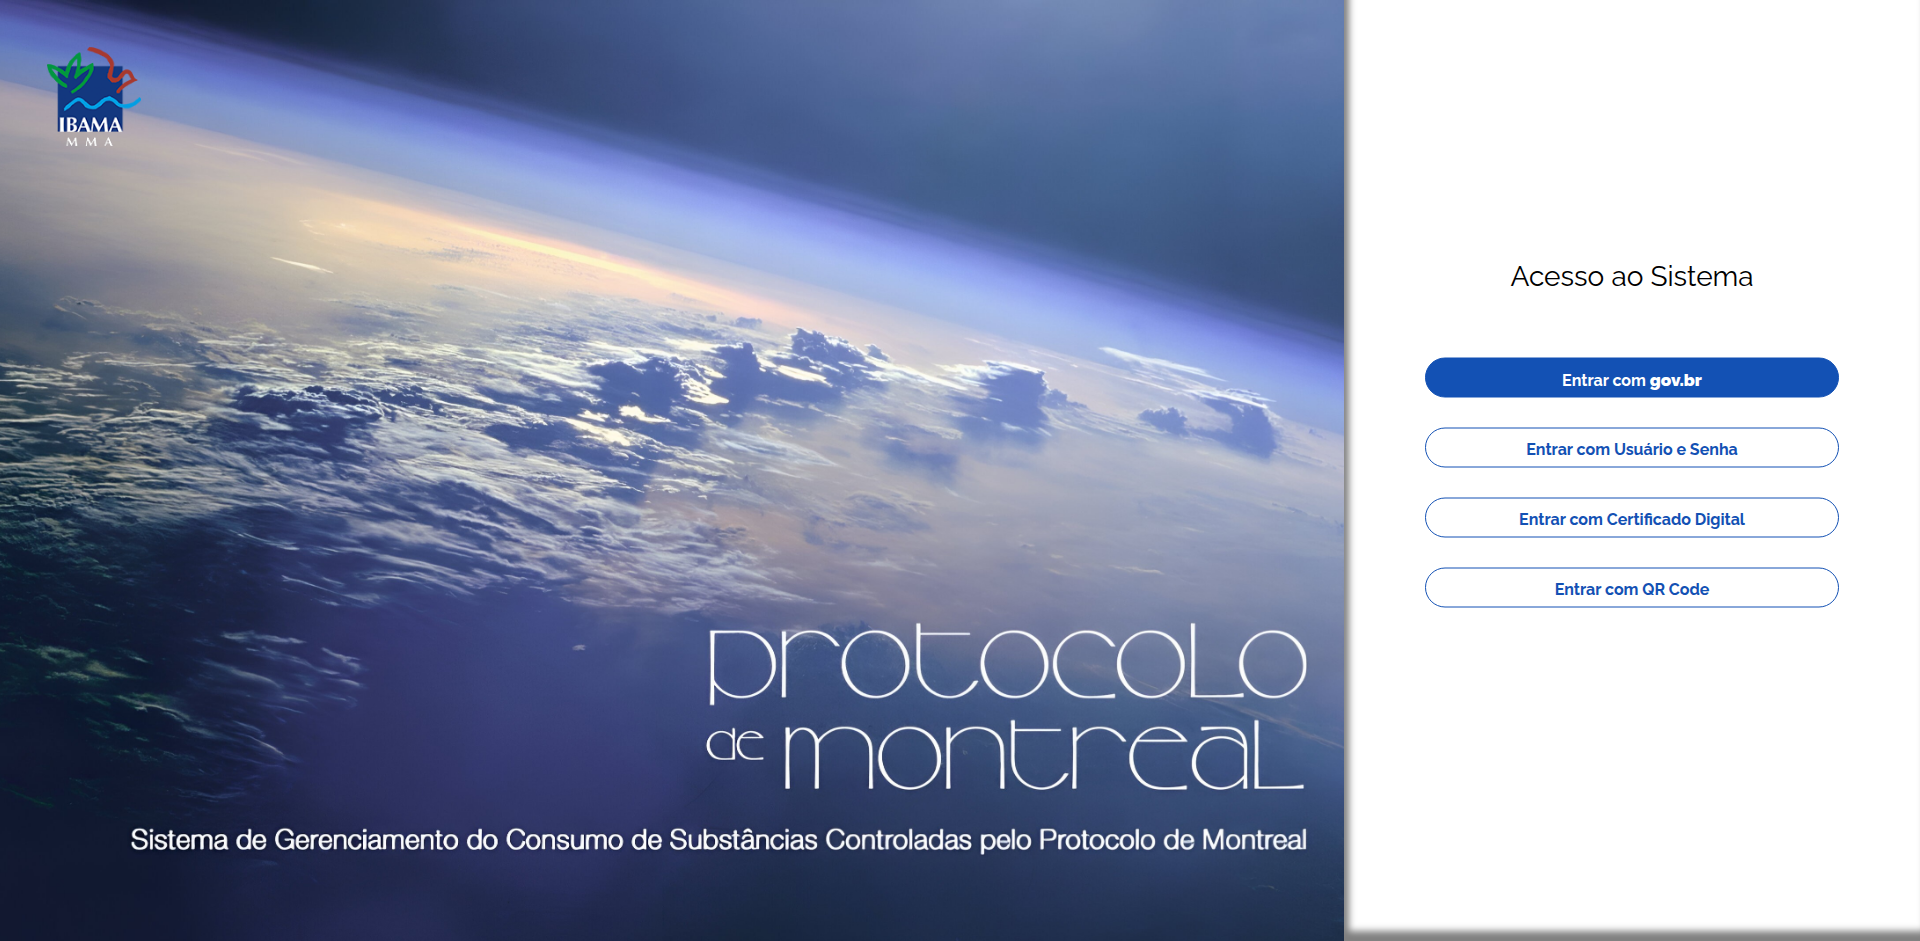 IBAMA
MMA
Protocolo
de montreal
Sistema de Gerenciamento do Consumo de Substâncias Controladas pelo Protocolo de Montreal
Acesso ao Sistema
Entrar com gov.br
Entrar com Usuário e Senha
Entrar com Certificado Digital
Entrar com QR Code